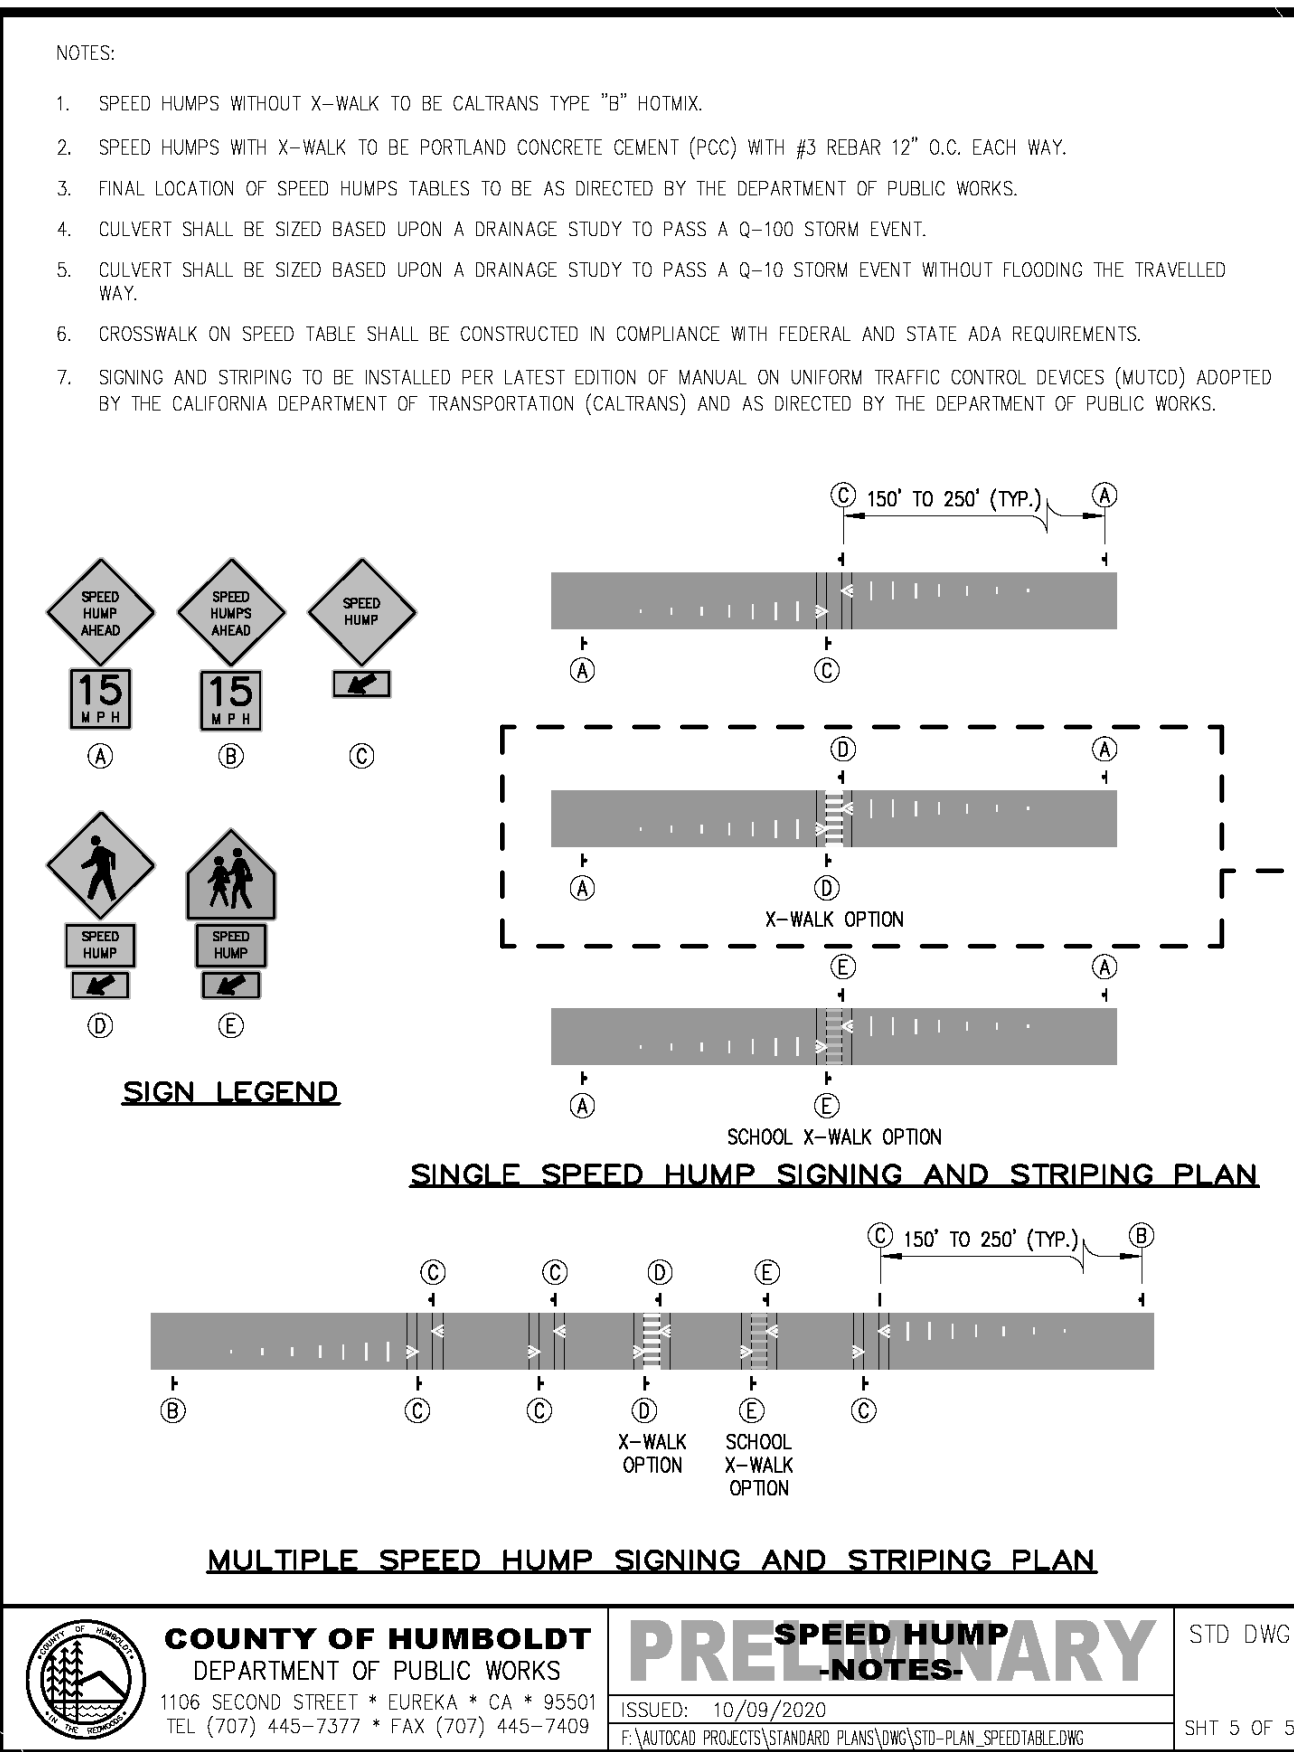 NOTES:
1. SPEED HUMPS WITHOUT X-WALK TO BE CALTRANS TYPE "B" HOTMIX.
2. SPEED HUMPS WITH X-WALK TO BE PORTLAND CONCRETE CEMENT (PCC) WITH #3 REBAR 12" O.C. EACH WAY.
3. FINAL LOCATION OF SPEED HUMPS TABLES TO BE AS DIRECTED BY THE DEPARTMENT OF PUBLIC WORKS.
4. CULVERT SHALL BE SIZED BASED UPON A DRAINAGE STUDY TO PASS A Q-100 STORM EVENT.
5. CULVERT SHALL BE SIZED BASED UPON A DRAINAGE STUDY TO PASS A Q-10 STORM EVENT WITHOUT FLOODING THE TRAVELLED
WAY.
6. CROSSWALK ON SPEED TABLE SHALL BE CONSTRUCTED IN COMPLIANCE WITH FEDERAL AND STATE ADA REQUIREMENTS.
7. SIGNING AND STRIPING TO BE INSTALLED PER LATEST EDITION OF MANUAL ON UNIFORM TRAFFIC CONTROL DEVICES (MUTCD) ADOPTED
BY THE CALIFORNIA DEPARTMENT OF TRANSPORTATION (CALTRANS) AND AS DIRECTED BY THE DEPARTMENT OF PUBLIC WORKS.
SPEED
HUMP
AHEAD
15
MPH
A
SPEED
HUMPS
AHEAD
15
MPH
B
SPEED
HUMP
C
SPEED
HUMP
D
SPEED
HUMP
E
SIGN LEGEND
C 150' TO 250' (TYP.) A
A C
D A
A D
X-WALK OPTION
E A
A E
SCHOOL X-WALK OPTION
SINGLE SPEED HUMP SIGNING AND STRIPING PLAN
C 150' TO 250' (TYP.) B
C C D E
B C C D E C
X-WALK
OPTION
SCHOOL
X-WALK
OPTION
MULTIPLE SPEED HUMP SIGNING AND STRIPING PLAN
COUNTY OF HUMBOLDT
IN THE REDWOODS
COUNTY OF HUMBOLDT
DEPARTMENT OF PUBLIC WORKS
1106 SECOND STREET * EUREKA * CA * 95501
TEL (707) 445-7377 * FAX (707) 445-7409
PRELIMINARY
SPEED HUMP
-NOTES-
ISSUED: 10/09/2020
F:\AUTOCAD PROJECTS\STANDARD PLANS\DWG\STD-PLAN_SPEEDTABLE.DWG
STD DWG
SHT 5 OF 5